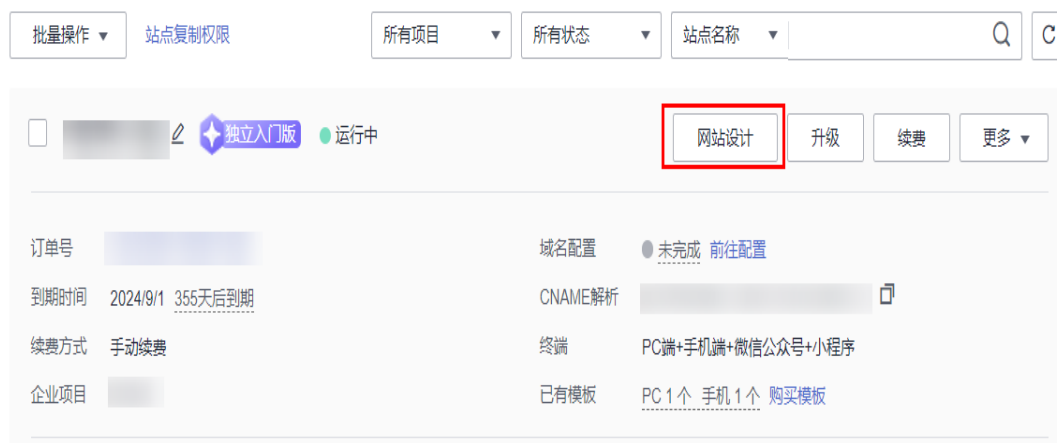 批量操作 站点复制权限 所有项目 所有状态 站点名称
独立入门版 运行中 网站设计 升级 续费 更多
订单号 域名配置 未完成 前往配置
到期时间 2024/9/1 355天后到期 CNAME解析
续费方式 手动续费 终端 PC端+手机端+微信公众号+小程序
企业项目 已有模板 PC 1 个 手机 1 个 购买模板